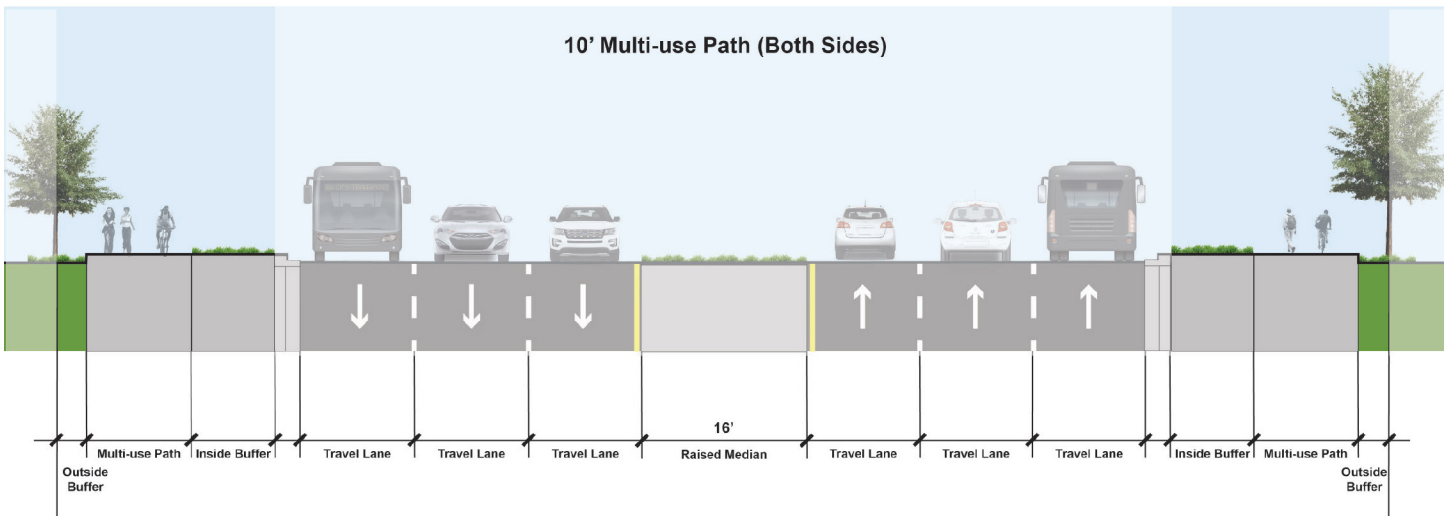 10’ Multi-use Path (Both Sides)
16’
Multi-use Path
Inside Buffer
Travel Lane
Travel Lane
Travel Lane
Raised Median
Travel Lane
Travel Lane
Travel Lane
Inside Buffer
Multi-use Path
Outside
Buffer
Outside
Buffer